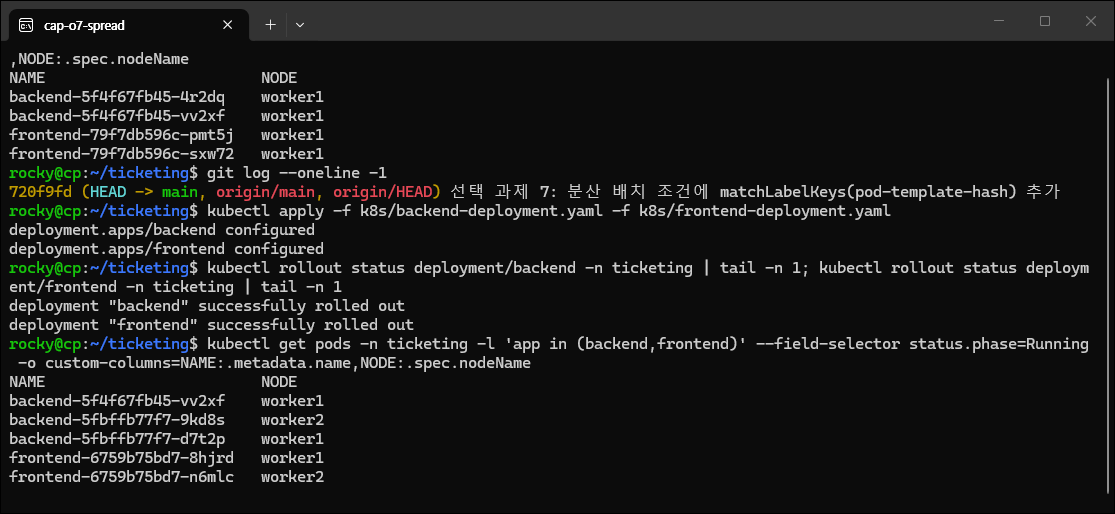 cap-o7-spread
,NODE:.spec.nodeName
NAME                        NODE
backend-5f4f67fb45-4r2dq    worker1
backend-5f4f67fb45-vv2xf    worker1
frontend-79f7db596c-pmt5j   worker1
frontend-79f7db596c-sxw72   worker1
rocky@cp:~/ticketing$ git log --oneline -1
720f9fd (HEAD -> main, origin/main, origin/HEAD) 선택 과제 7: 분산 배치 조건에 matchLabelKeys(pod-template-hash) 추가
rocky@cp:~/ticketing$ kubectl apply -f k8s/backend-deployment.yaml -f k8s/frontend-deployment.yaml
deployment.apps/backend configured
deployment.apps/frontend configured
rocky@cp:~/ticketing$ kubectl rollout status deployment/backend -n ticketing | tail -n 1; kubectl rollout status deploym
ent/frontend -n ticketing | tail -n 1
deployment "backend" successfully rolled out
deployment "frontend" successfully rolled out
rocky@cp:~/ticketing$ kubectl get pods -n ticketing -l 'app in (backend,frontend)' --field-selector status.phase=Running
 -o custom-columns=NAME:.metadata.name,NODE:.spec.nodeName
NAME                        NODE
backend-5f4f67fb45-vv2xf    worker1
backend-5fbffb77f7-9kd8s    worker2
backend-5fbffb77f7-d7t2p    worker1
frontend-6759b75bd7-8hjrd   worker1
frontend-6759b75bd7-n6mlc   worker2